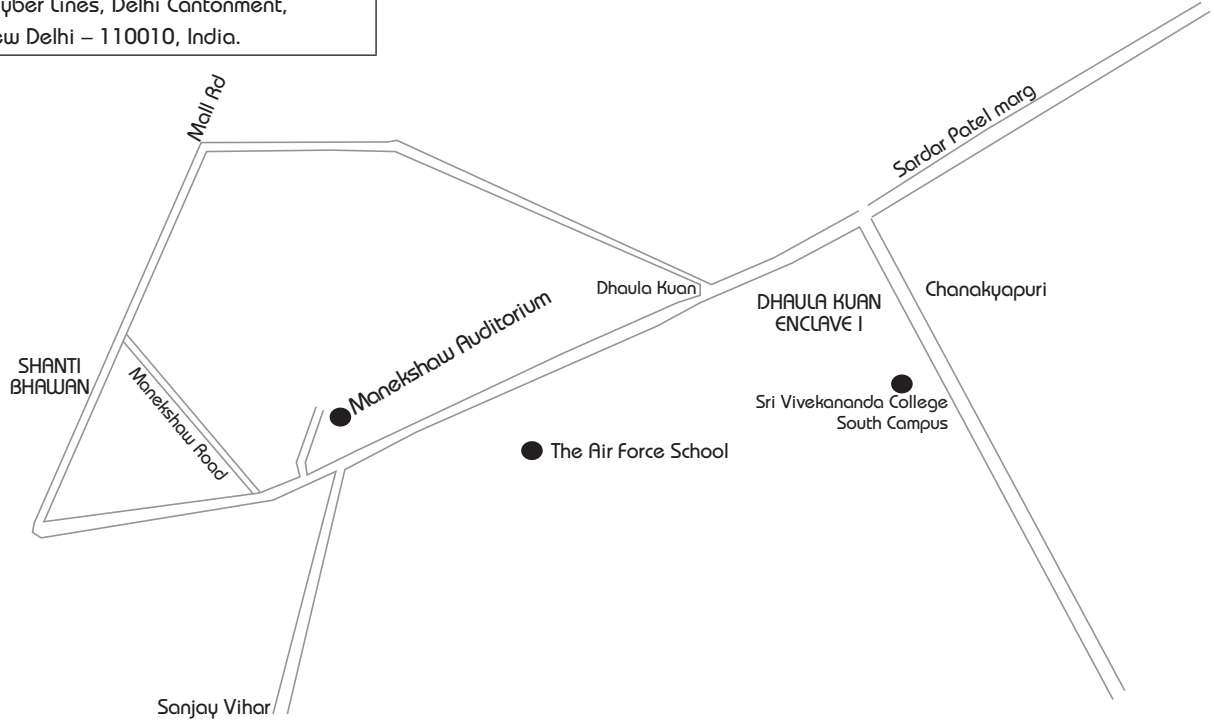 Lines, Delhi Cantonment,
Delhi – 110010, India.
Mall Rd
Sardar Patel marg
Dhaula Kuan
DHAULA KUAN
ENCLAVE I
Chanakyapuri
Manekshaw Auditorium
SHANTI
BHAWAN
Manekshaw Road
Sri Vivekananda College
South Campus
The Air Force School
Sanjay Vihar